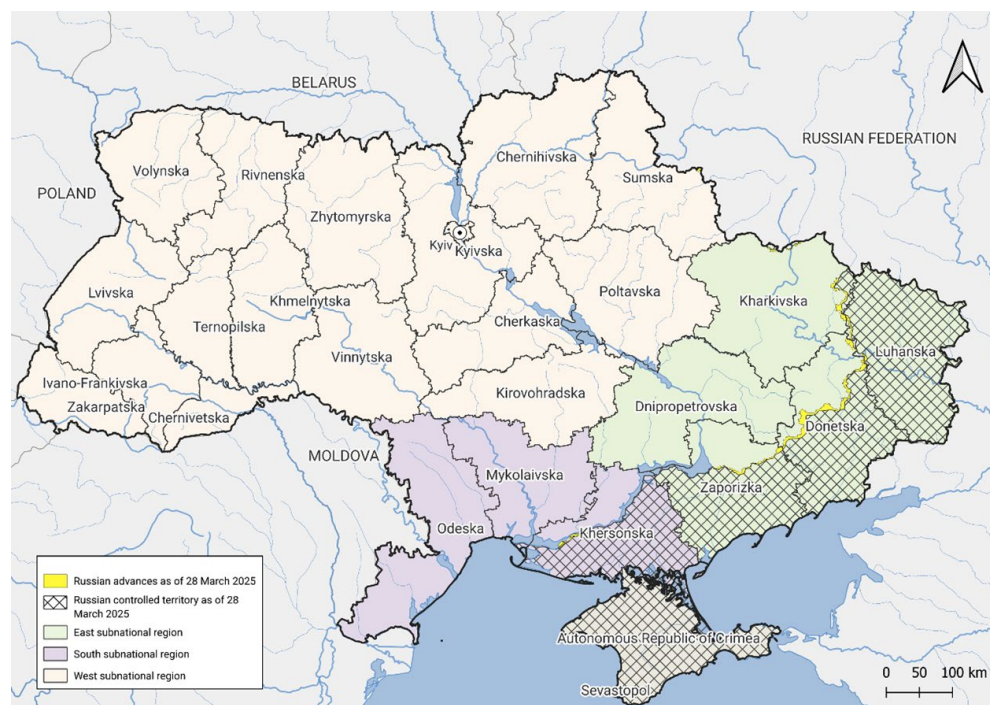 BELARUS
RUSSIAN FEDERATION
Chernihivska
Volynska
Rivnenska
Sumska
POLAND
Zhytomyrska
Kyiv
Kyivska
Lvivska
Khmelnytska
Poltavska
Kharkivska
Ternopilska
Cherkaska
Vinnytska
Luhanska
Ivano-Frankivska
Kirovohradska
Zakarpatska
Dnipropetrovska
Chernivetska
Donetska
MOLDOVA
Mykolaivska
Zaporizka
Odeska
Khersonska
Autonomous Republic of Crimea
Sevastopol
Russian advances as of 28 March 2025
Russian controlled territory as of 28
March 2025
East subnational region
South subnational region
West subnational region
0 50 100 km